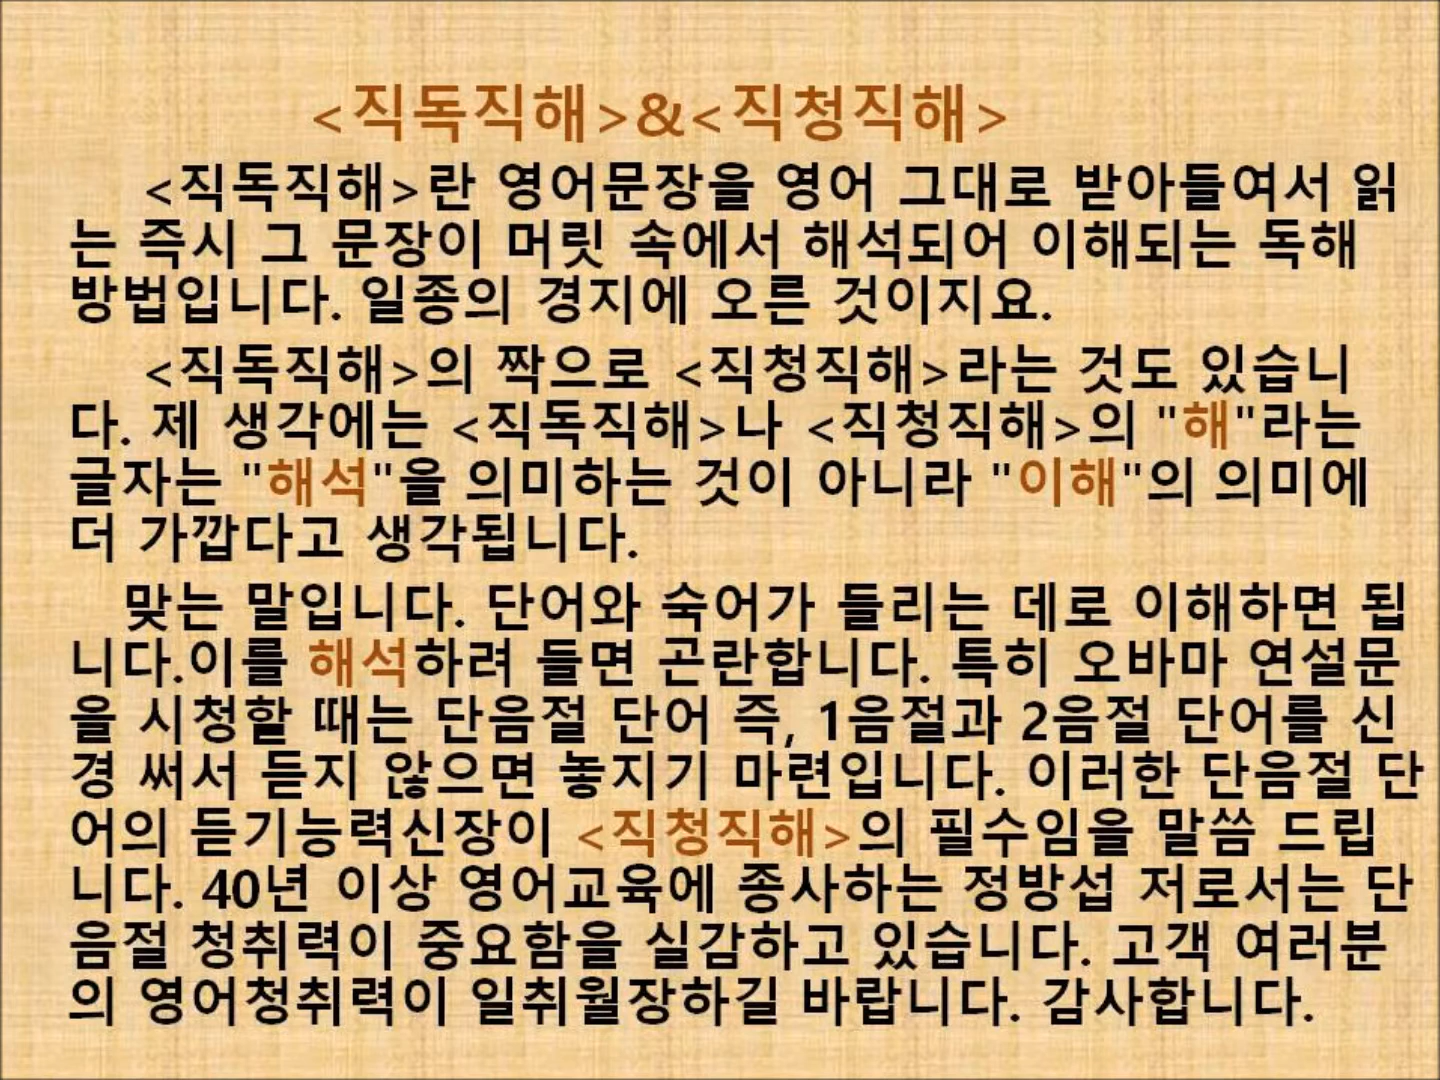 <직독직해>&<직청직해>
<직독직해>란 영어문장을 영어 그대로 받아들여서 읽
는 즉시 그 문장이 머릿 속에서 해석되어 이해되는 독해
방법입니다. 일종의 경지에 오른 것이지요.
<직독직해>의 짝으로 <직청직해>라는 것도 있습니
다. 제 생각에는 <직독직해>나 <직청직해>의 "해"라는
글자는 "해석"을 의미하는 것이 아니라 "이해"의 의미에
더 가깝다고 생각됩니다.
맞는 말입니다. 단어와 숙어가 들리는 데로 이해하면 됩
니다.이를 해석하려 들면 곤란합니다. 특히 오바마 연설문
을 시청할 때는 단음절 단어 즉, 1음절과 2음절 단어를 신
경 써서 듣지 않으면 놓지기 마련입니다. 이러한 단음절 단
어의 듣기능력신장이 <직청직해>의 필수임을 말씀 드립
니다. 40년 이상 영어교육에 종사하는 정방섭 저로서는 단
음절 청취력이 중요함을 실감하고 있습니다. 고객 여러분
의 영어청취력이 일취월장하길 바랍니다. 감사합니다.